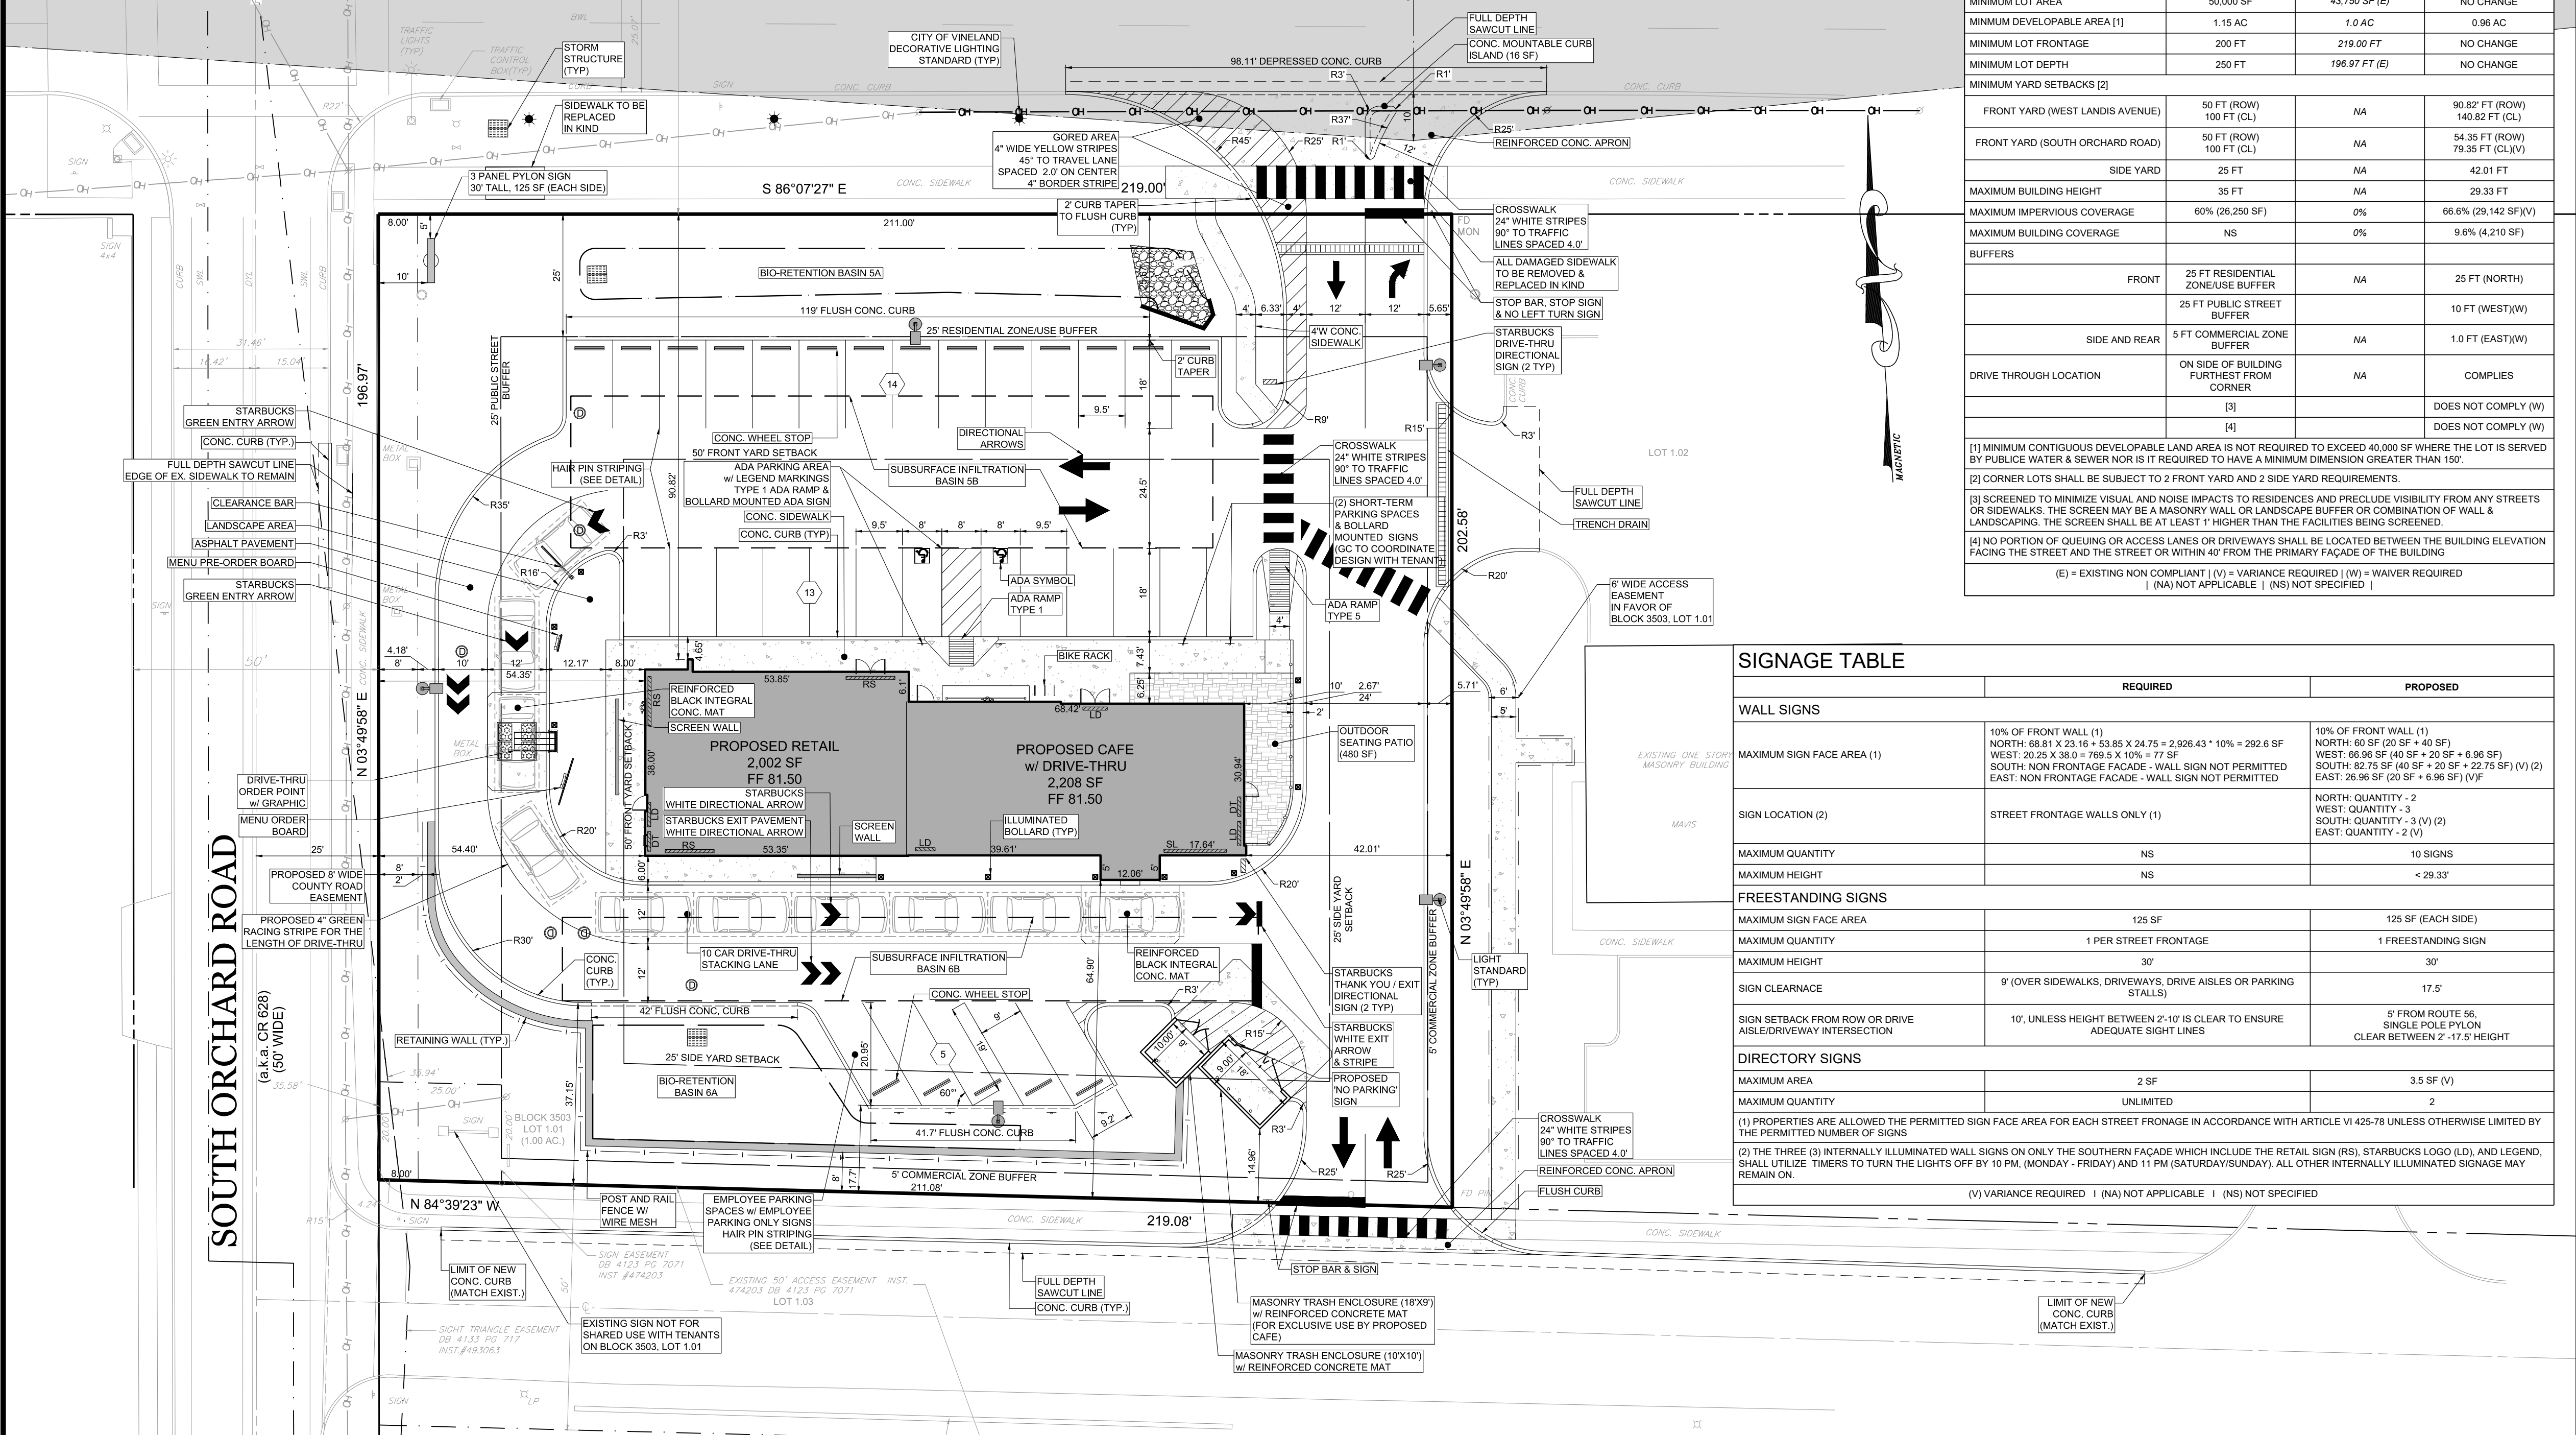 MINIMUM LOT AREA 50,000 SF 43,750 SF (E) NO CHANGE
MINMUM DEVELOPABLE AREA [1] 1.15 AC 1.0 AC 0.96 AC
MINIMUM LOT FRONTAGE 200 FT 219.00 FT NO CHANGE
MINIMUM LOT DEPTH 250 FT 196.97 FT (E) NO CHANGE
MINIMUM YARD SETBACKS [2]
FRONT YARD (WEST LANDIS AVENUE) 50 FT (ROW) 100 FT (CL) NA 90.82' FT (ROW) 140.82 FT (CL)
FRONT YARD (SOUTH ORCHARD ROAD) 50 FT (ROW) 100 FT (CL) NA 54.35 FT (ROW) 79.35 FT (CL)(V)
SIDE YARD 25 FT NA 42.01 FT
MAXIMUM BUILDING HEIGHT 35 FT NA 29.33 FT
MAXIMUM IMPERVIOUS COVERAGE 60% (26,250 SF) 0% 66.6% (29,142 SF)(V)
MAXIMUM BUILDING COVERAGE NS 0% 9.6% (4,210 SF)
BUFFERS
FRONT 25 FT RESIDENTIAL ZONE/USE BUFFER NA 25 FT (NORTH)
25 FT PUBLIC STREET BUFFER 10 FT (WEST)(W)
SIDE AND REAR 5 FT COMMERCIAL ZONE BUFFER NA 1.0 FT (EAST)(W)
DRIVE THROUGH LOCATION ON SIDE OF BUILDING FURTHEST FROM CORNER NA COMPLIES
[3] DOES NOT COMPLY (W)
[4] DOES NOT COMPLY (W)
[1] MINIMUM CONTIGUOUS DEVELOPABLE LAND AREA IS NOT REQUIRED TO EXCEED 40,000 SF WHERE THE LOT IS SERVED
BY PUBLICE WATER & SEWER NOR IS IT REQUIRED TO HAVE A MINIMUM DIMENSION GREATER THAN 150'.
[2] CORNER LOTS SHALL BE SUBJECT TO 2 FRONT YARD AND 2 SIDE YARD REQUIREMENTS.
[3] SCREENED TO MINIMIZE VISUAL AND NOISE IMPACTS TO RESIDENCES AND PRECLUDE VISIBILITY FROM ANY STREETS
OR SIDEWALKS. THE SCREEN MAY BE A MASONRY WALL OR LANDSCAPE BUFFER OR COMBINATION OF WALL &
LANDSCAPING. THE SCREEN SHALL BE AT LEAST 1' HIGHER THAN THE FACILITIES BEING SCREENED.
[4] NO PORTION OF QUEUING OR ACCESS LANES OR DRIVEWAYS SHALL BE LOCATED BETWEEN THE BUILDING ELEVATION
FACING THE STREET AND THE STREET OR WITHIN 40' FROM THE PRIMARY FAÇADE OF THE BUILDING
(E) = EXISTING NON COMPLIANT | (V) = VARIANCE REQUIRED | (W) = WAIVER REQUIRED
| (NA) NOT APPLICABLE | (NS) NOT SPECIFIED |
SIGNAGE TABLE
REQUIRED PROPOSED
WALL SIGNS
MAXIMUM SIGN FACE AREA (1)
10% OF FRONT WALL (1)
NORTH: 68.81 X 23.16 + 53.85 X 24.75 = 2,926.43 * 10% = 292.6 SF
WEST: 20.25 X 38.0 = 769.5 X 10% = 77 SF
SOUTH: NON FRONTAGE FACADE - WALL SIGN NOT PERMITTED
EAST: NON FRONTAGE FACADE - WALL SIGN NOT PERMITTED
10% OF FRONT WALL (1)
NORTH: 60 SF (20 SF + 40 SF)
WEST: 66.96 SF (40 SF + 20 SF + 6.96 SF)
SOUTH: 82.75 SF (40 SF + 20 SF + 22.75 SF) (V) (2)
EAST: 26.96 SF (20 SF + 6.96 SF) (V)F
SIGN LOCATION (2) STREET FRONTAGE WALLS ONLY (1)
NORTH: QUANTITY - 2
WEST: QUANTITY - 3
SOUTH: QUANTITY - 3 (V) (2)
EAST: QUANTITY - 2 (V)
MAXIMUM QUANTITY NS 10 SIGNS
MAXIMUM HEIGHT NS < 29.33'
FREESTANDING SIGNS
MAXIMUM SIGN FACE AREA 125 SF 125 SF (EACH SIDE)
MAXIMUM QUANTITY 1 PER STREET FRONTAGE 1 FREESTANDING SIGN
MAXIMUM HEIGHT 30' 30'
SIGN CLEARNACE 9' (OVER SIDEWALKS, DRIVEWAYS, DRIVE AISLES OR PARKING STALLS) 17.5'
SIGN SETBACK FROM ROW OR DRIVE AISLE/DRIVEWAY INTERSECTION
10', UNLESS HEIGHT BETWEEN 2'-10' IS CLEAR TO ENSURE ADEQUATE SIGHT LINES
5' FROM ROUTE 56,
SINGLE POLE PYLON
CLEAR BETWEEN 2' -17.5' HEIGHT
DIRECTORY SIGNS
MAXIMUM AREA 2 SF 3.5 SF (V)
MAXIMUM QUANTITY UNLIMITED 2
(1) PROPERTIES ARE ALLOWED THE PERMITTED SIGN FACE AREA FOR EACH STREET FRONAGE IN ACCORDANCE WITH ARTICLE VI 425-78 UNLESS OTHERWISE LIMITED BY
THE PERMITTED NUMBER OF SIGNS
(2) THE THREE (3) INTERNALLY ILLUMINATED WALL SIGNS ON ONLY THE SOUTHERN FAÇADE WHICH INCLUDE THE RETAIL SIGN (RS), STARBUCKS LOGO (LD), AND LEGEND,
SHALL UTILIZE TIMERS TO TURN THE LIGHTS OFF BY 10 PM, (MONDAY - FRIDAY) AND 11 PM (SATURDAY/SUNDAY). ALL OTHER INTERNALLY ILLUMINATED SIGNAGE MAY
REMAIN ON.
(V) VARIANCE REQUIRED I (NA) NOT APPLICABLE I (NS) NOT SPECIFIED
STORM
STRUCTURE
(TYP)
SIDEWALK TO BE
REPLACED
IN KIND
3 PANEL PYLON SIGN
30' TALL, 125 SF (EACH SIDE)
CITY OF VINELAND
DECORATIVE LIGHTING
STANDARD (TYP)
98.11' DEPRESSED CONC. CURB
FULL DEPTH
SAWCUT LINE
CONC. MOUNTABLE CURB
ISLAND (16 SF)
GORED AREA
4" WIDE YELLOW STRIPES
45° TO TRAVEL LANE
SPACED 2.0' ON CENTER
4" BORDER STRIPE
REINFORCED CONC. APRON
S 86°07'27" E
219.00'
2' CURB TAPER
TO FLUSH CURB
(TYP)
CROSSWALK
24" WHITE STRIPES
90° TO TRAFFIC
LINES SPACED 4.0'
ALL DAMAGED SIDEWALK
TO BE REMOVED &
REPLACED IN KIND
STOP BAR, STOP SIGN
& NO LEFT TURN SIGN
STARBUCKS
DRIVE-THRU
DIRECTIONAL
SIGN (2 TYP)
8.00'
211.00'
BIO-RETENTION BASIN 5A
119' FLUSH CONC. CURB
25' RESIDENTIAL ZONE/USE BUFFER
4'W CONC.
SIDEWALK
2' CURB
TAPER
25' PUBLIC STREET
BUFFER
196.97'
14
STARBUCKS
GREEN ENTRY ARROW
CONC. CURB (TYP.)
FULL DEPTH SAWCUT LINE
EDGE OF EX. SIDEWALK TO REMAIN
CLEARANCE BAR
LANDSCAPE AREA
ASPHALT PAVEMENT
MENU PRE-ORDER BOARD
STARBUCKS
GREEN ENTRY ARROW
CONC. WHEEL STOP
50' FRONT YARD SETBACK
HAIR PIN STRIPING
(SEE DETAIL)
ADA PARKING AREA
w/ LEGEND MARKINGS
TYPE 1 ADA RAMP &
BOLLARD MOUNTED ADA SIGN
DIRECTIONAL
ARROWS
SUBSURFACE INFILTRATION
BASIN 5B
CONC. SIDEWALK
CONC. CURB (TYP)
CROSSWALK
24" WHITE STRIPES
90° TO TRAFFIC
LINES SPACED 4.0'
(2) SHORT-TERM
PARKING SPACES
& BOLLARD
MOUNTED SIGNS
(GC TO COORDINATE
DESIGN WITH TENANT)
FULL DEPTH
SAWCUT LINE
TRENCH DRAIN
LOT 1.02
MAGNETIC
13
ADA SYMBOL
ADA RAMP
TYPE 1
ADA RAMP
TYPE 5
6' WIDE ACCESS
EASEMENT
IN FAVOR OF
BLOCK 3503, LOT 1.01
202.58'
BIKE RACK
REINFORCED
BLACK INTEGRAL
CONC. MAT
SCREEN WALL
PROPOSED RETAIL
2,002 SF
FF 81.50
PROPOSED CAFE
w/ DRIVE-THRU
2,208 SF
FF 81.50
OUTDOOR
SEATING PATIO
(480 SF)
EXISTING ONE STORY
MASONRY BUILDING
MAVIS
STARBUCKS
WHITE DIRECTIONAL ARROW
STARBUCKS EXIT PAVEMENT
WHITE DIRECTIONAL ARROW
SCREEN
WALL
ILLUMINATED
BOLLARD (TYP)
N 03°49'58" E
DRIVE-THRU
ORDER POINT
w/ GRAPHIC
MENU ORDER
BOARD
50' FRONT YARD SETBACK
PROPOSED 8' WIDE
COUNTY ROAD
EASEMENT
PROPOSED 4" GREEN
RACING STRIPE FOR THE
LENGTH OF DRIVE-THRU
SOUTH ORCHARD ROAD
(a.k.a. CR 628)
(50' WIDE)
10 CAR DRIVE-THRU
STACKING LANE
SUBSURFACE INFILTRATION
BASIN 6B
REINFORCED
BLACK INTEGRAL
CONC. MAT
CONC.
CURB
(TYP.)
25' SIDE YARD
SETBACK
5' COMMERCIAL ZONE BUFFER
N 03°49'58" E
LIGHT
STANDARD
(TYP)
STARBUCKS
THANK YOU / EXIT
DIRECTIONAL
SIGN (2 TYP)
STARBUCKS
WHITE EXIT
ARROW
& STRIPE
PROPOSED
'NO PARKING'
SIGN
RETAINING WALL (TYP.)
42' FLUSH CONC. CURB
CONC. WHEEL STOP
25' SIDE YARD SETBACK
BIO-RETENTION
BASIN 6A
5
60°
41.7' FLUSH CONC. CURB
BLOCK 3503
LOT 1.01
(1.00 AC.)
5' COMMERCIAL ZONE BUFFER
211.08'
N 84°39'23" W
219.08'
POST AND RAIL
FENCE W/
WIRE MESH
EMPLOYEE PARKING
SPACES w/ EMPLOYEE
PARKING ONLY SIGNS
HAIR PIN STRIPING
(SEE DETAIL)
CROSSWALK
24" WHITE STRIPES
90° TO TRAFFIC
LINES SPACED 4.0'
REINFORCED CONC. APRON
FLUSH CURB
STOP BAR & SIGN
LIMIT OF NEW
CONC. CURB
(MATCH EXIST.)
SIGN EASEMENT
DB 4123 PG 7071
INST #474203
EXISTING 50' ACCESS EASEMENT INST.
474203 DB 4123 PG 7071
LOT 1.03
FULL DEPTH
SAWCUT LINE
CONC. CURB (TYP.)
EXISTING SIGN NOT FOR
SHARED USE WITH TENANTS
ON BLOCK 3503, LOT 1.01
SIGHT TRIANGLE EASEMENT
DB 4133 PG 717
INST.#493063
MASONRY TRASH ENCLOSURE (18'X9')
w/ REINFORCED CONCRETE MAT
(FOR EXCLUSIVE USE BY PROPOSED
CAFE)
MASONRY TRASH ENCLOSURE (10'X10')
w/ REINFORCED CONCRETE MAT
LIMIT OF NEW
CONC. CURB
(MATCH EXIST.)